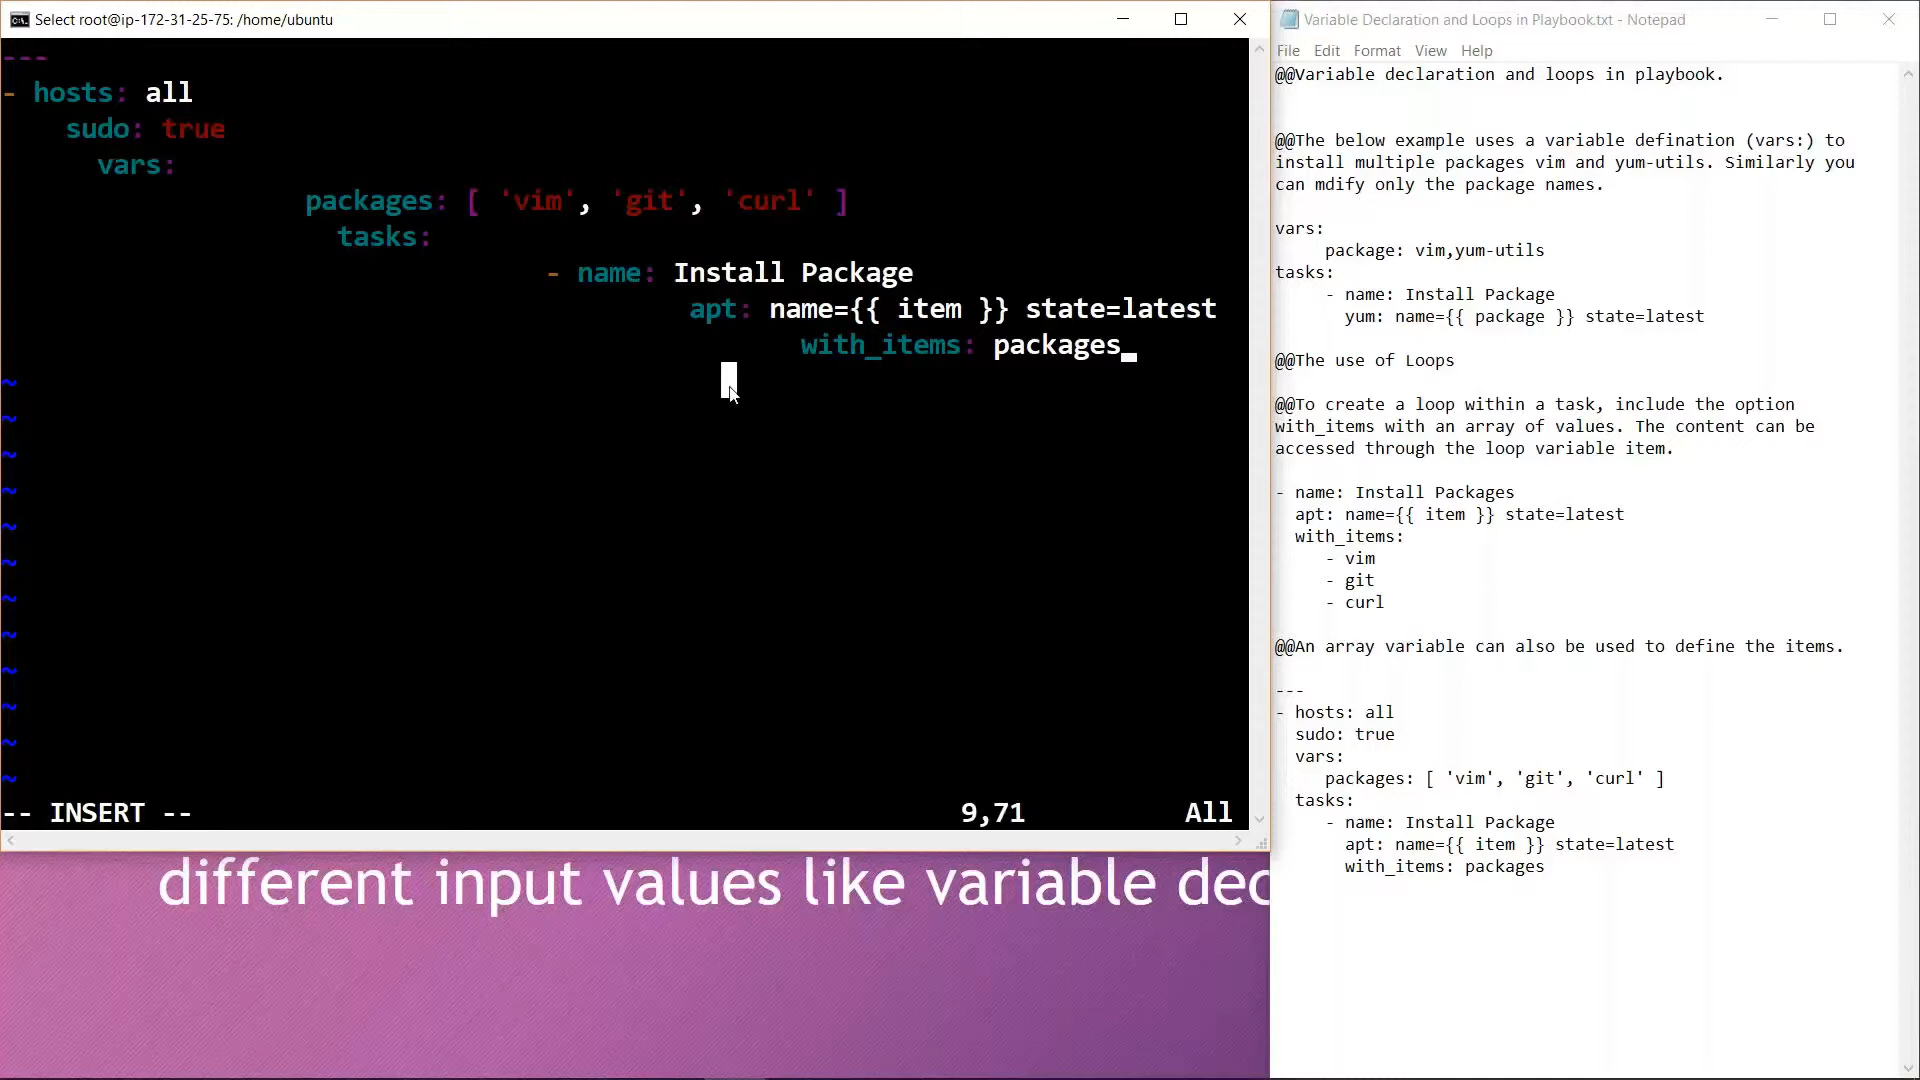 Select root@ip-172-31-25-75: /home/ubuntu
---
- hosts: all
sudo: true
vars:
packages: [ 'vim', 'git', 'curl' ]
tasks:
- name: Install Package
apt: name={{ item }} state=latest
with_items: packages
~
~
~
~
~
~
~
~
~
~
~
~
-- INSERT -- 9,71 All
different input values like variable dec
Variable Declaration and Loops in Playbook.txt - Notepad
File Edit Format View Help
@@Variable declaration and loops in playbook.
@@The below example uses a variable defination (vars:) to
install multiple packages vim and yum-utils. Similarly you
can mdify only the package names.
vars:
package: vim,yum-utils
tasks:
- name: Install Package
yum: name={{ package }} state=latest
@@The use of Loops
@@To create a loop within a task, include the option
with_items with an array of values. The content can be
accessed through the loop variable item.
- name: Install Packages
apt: name={{ item }} state=latest
with_items:
- vim
- git
- curl
@@An array variable can also be used to define the items.
---
- hosts: all
sudo: true
vars:
packages: [ 'vim', 'git', 'curl' ]
tasks:
- name: Install Package
apt: name={{ item }} state=latest
with_items: packages